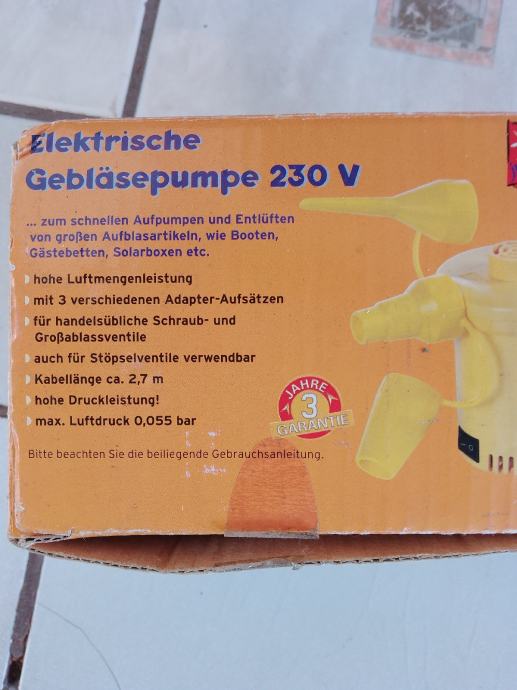 Elektrische
Gebläsepumpe 230 V
... zum schnellen Aufpumpen und Entlüften
von großen Aufblasartikeln, wie Booten,
Gästebetten, Solarboxen etc.
hohe Luftmengenleistung
mit 3 verschiedenen Adapter-Aufsätzen
für handelsübliche Schraub- und
Großablassventile
auch für Stöpselventile verwendbar
Kabellänge ca. 2,7 m
hohe Druckleistung!
max. Luftdruck 0,055 bar
JAHRE
3
GARANTIE
Bitte beachten Sie die beiliegende Gebrauchsanleitung.